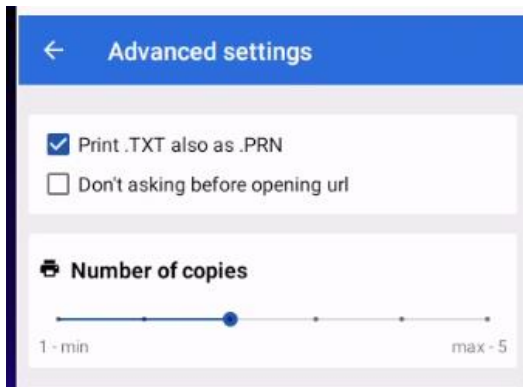 Advanced settings
Print .TXT also as .PRN
Don't asking before opening url
Number of copies
1 - min max - 5